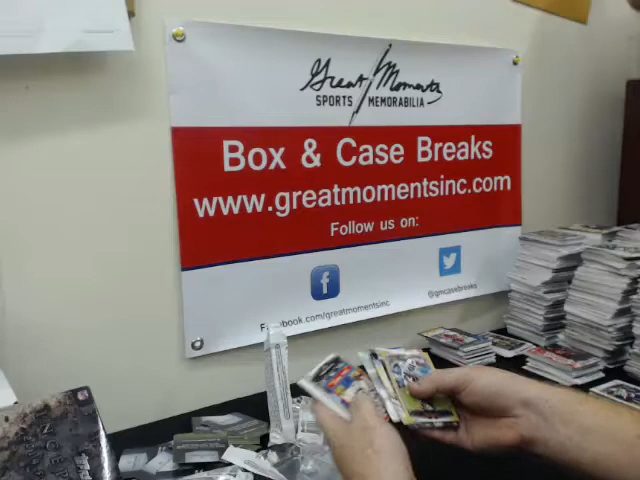 Great Moments
SPORTS MEMORABILIA
Box & Case Breaks
www.greatmomentsinc.com
Follow us on:
Facebook.com/greatmomentsinc
@gmcasebreaks